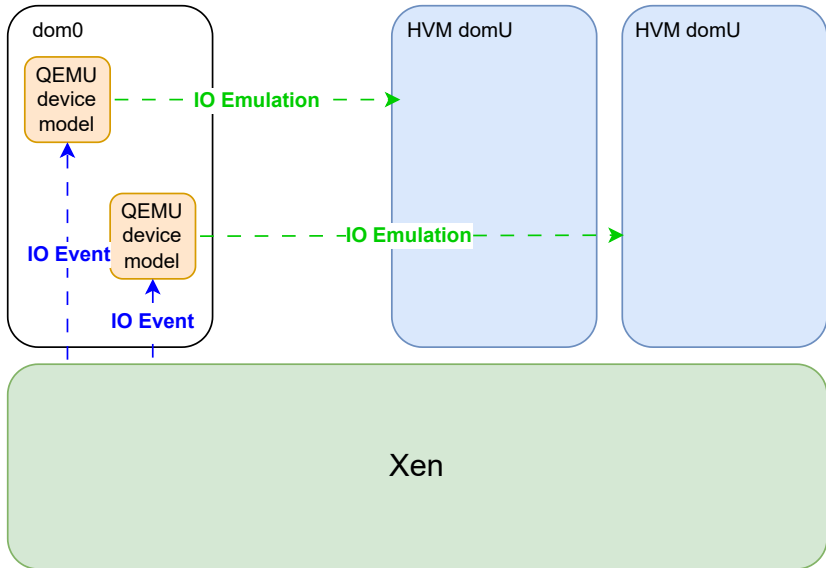 dom0
HVM domU
HVM domU
QEMU
device
model
IO Emulation
QEMU
device
model
IO Emulation
IO Event
IO Event
Xen